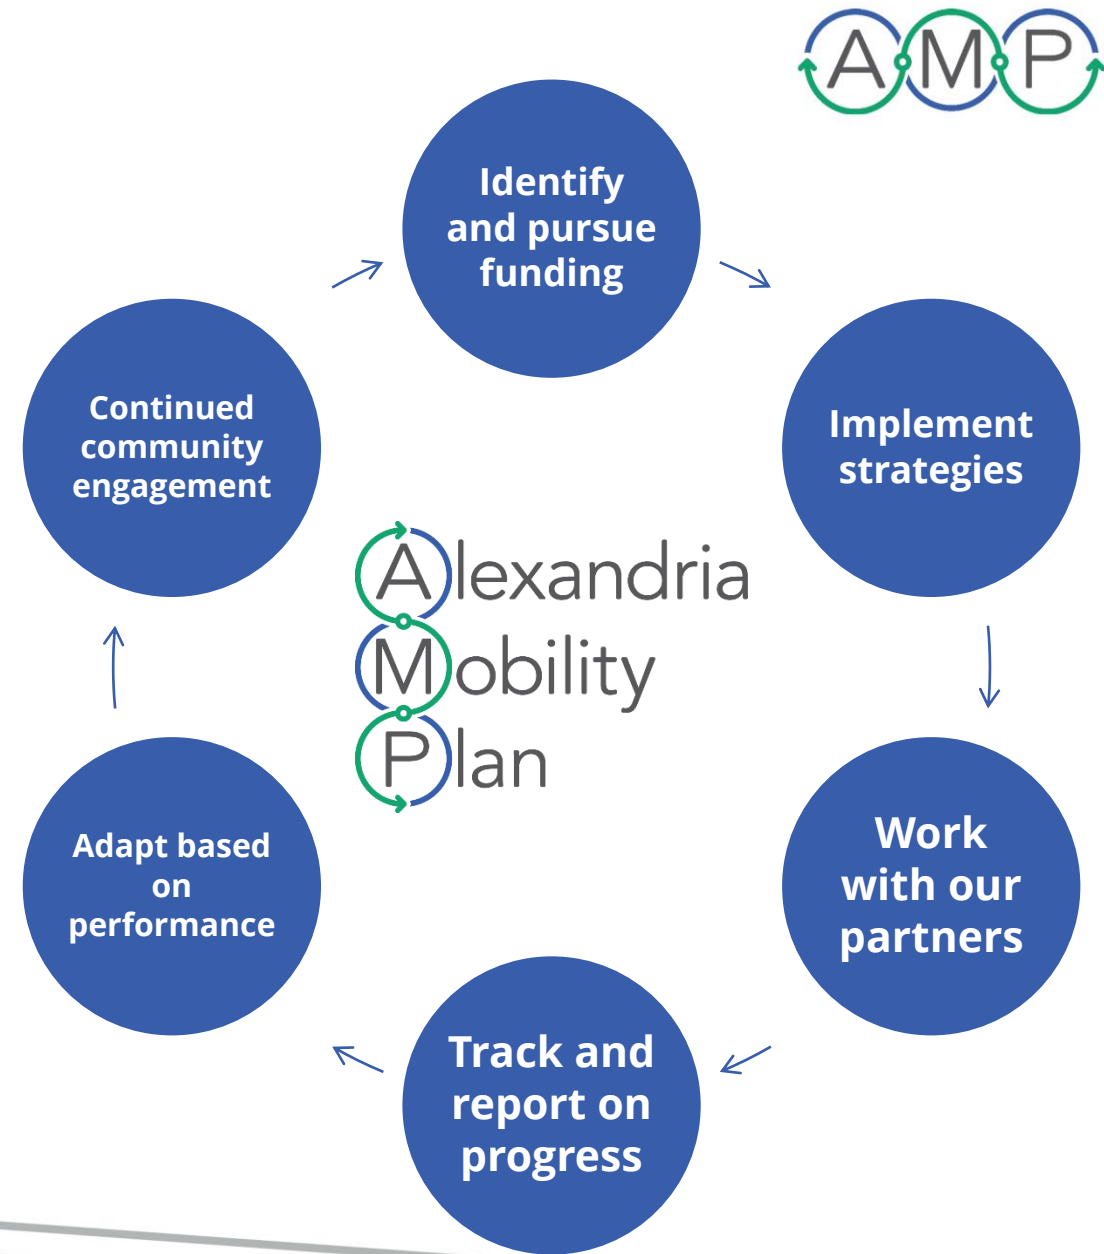 AMP
Identify
and pursue
funding
Implement
strategies
Work
with our
partners
Track and
report on
progress
Adapt based
on
performance
Continued
community
engagement
Alexandria
Mobility
Plan